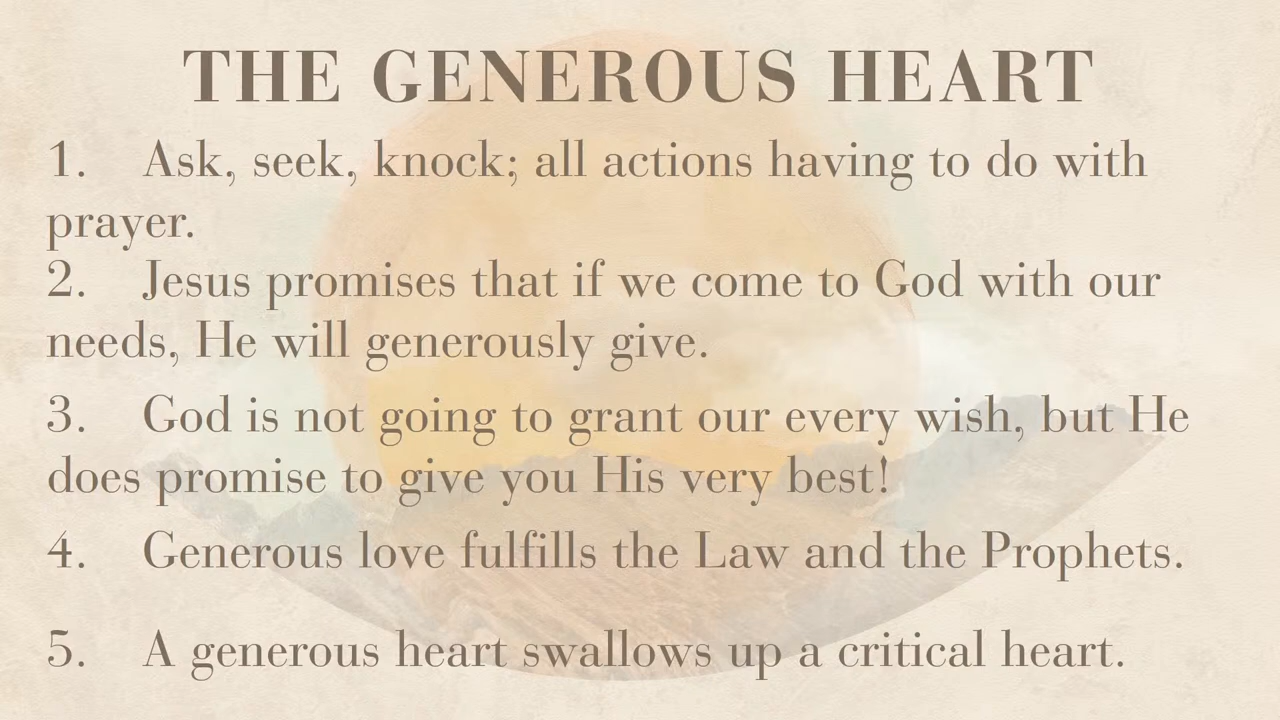 THE GENEROUS HEART
1. Ask, seek, knock; all actions having to do with
prayer.
2. Jesus promises that if we come to God with our
needs, He will generously give.
3. God is not going to grant our every wish, but He
does promise to give you His very best!
4. Generous love fulfills the Law and the Prophets.
5. A generous heart swallows up a critical heart.